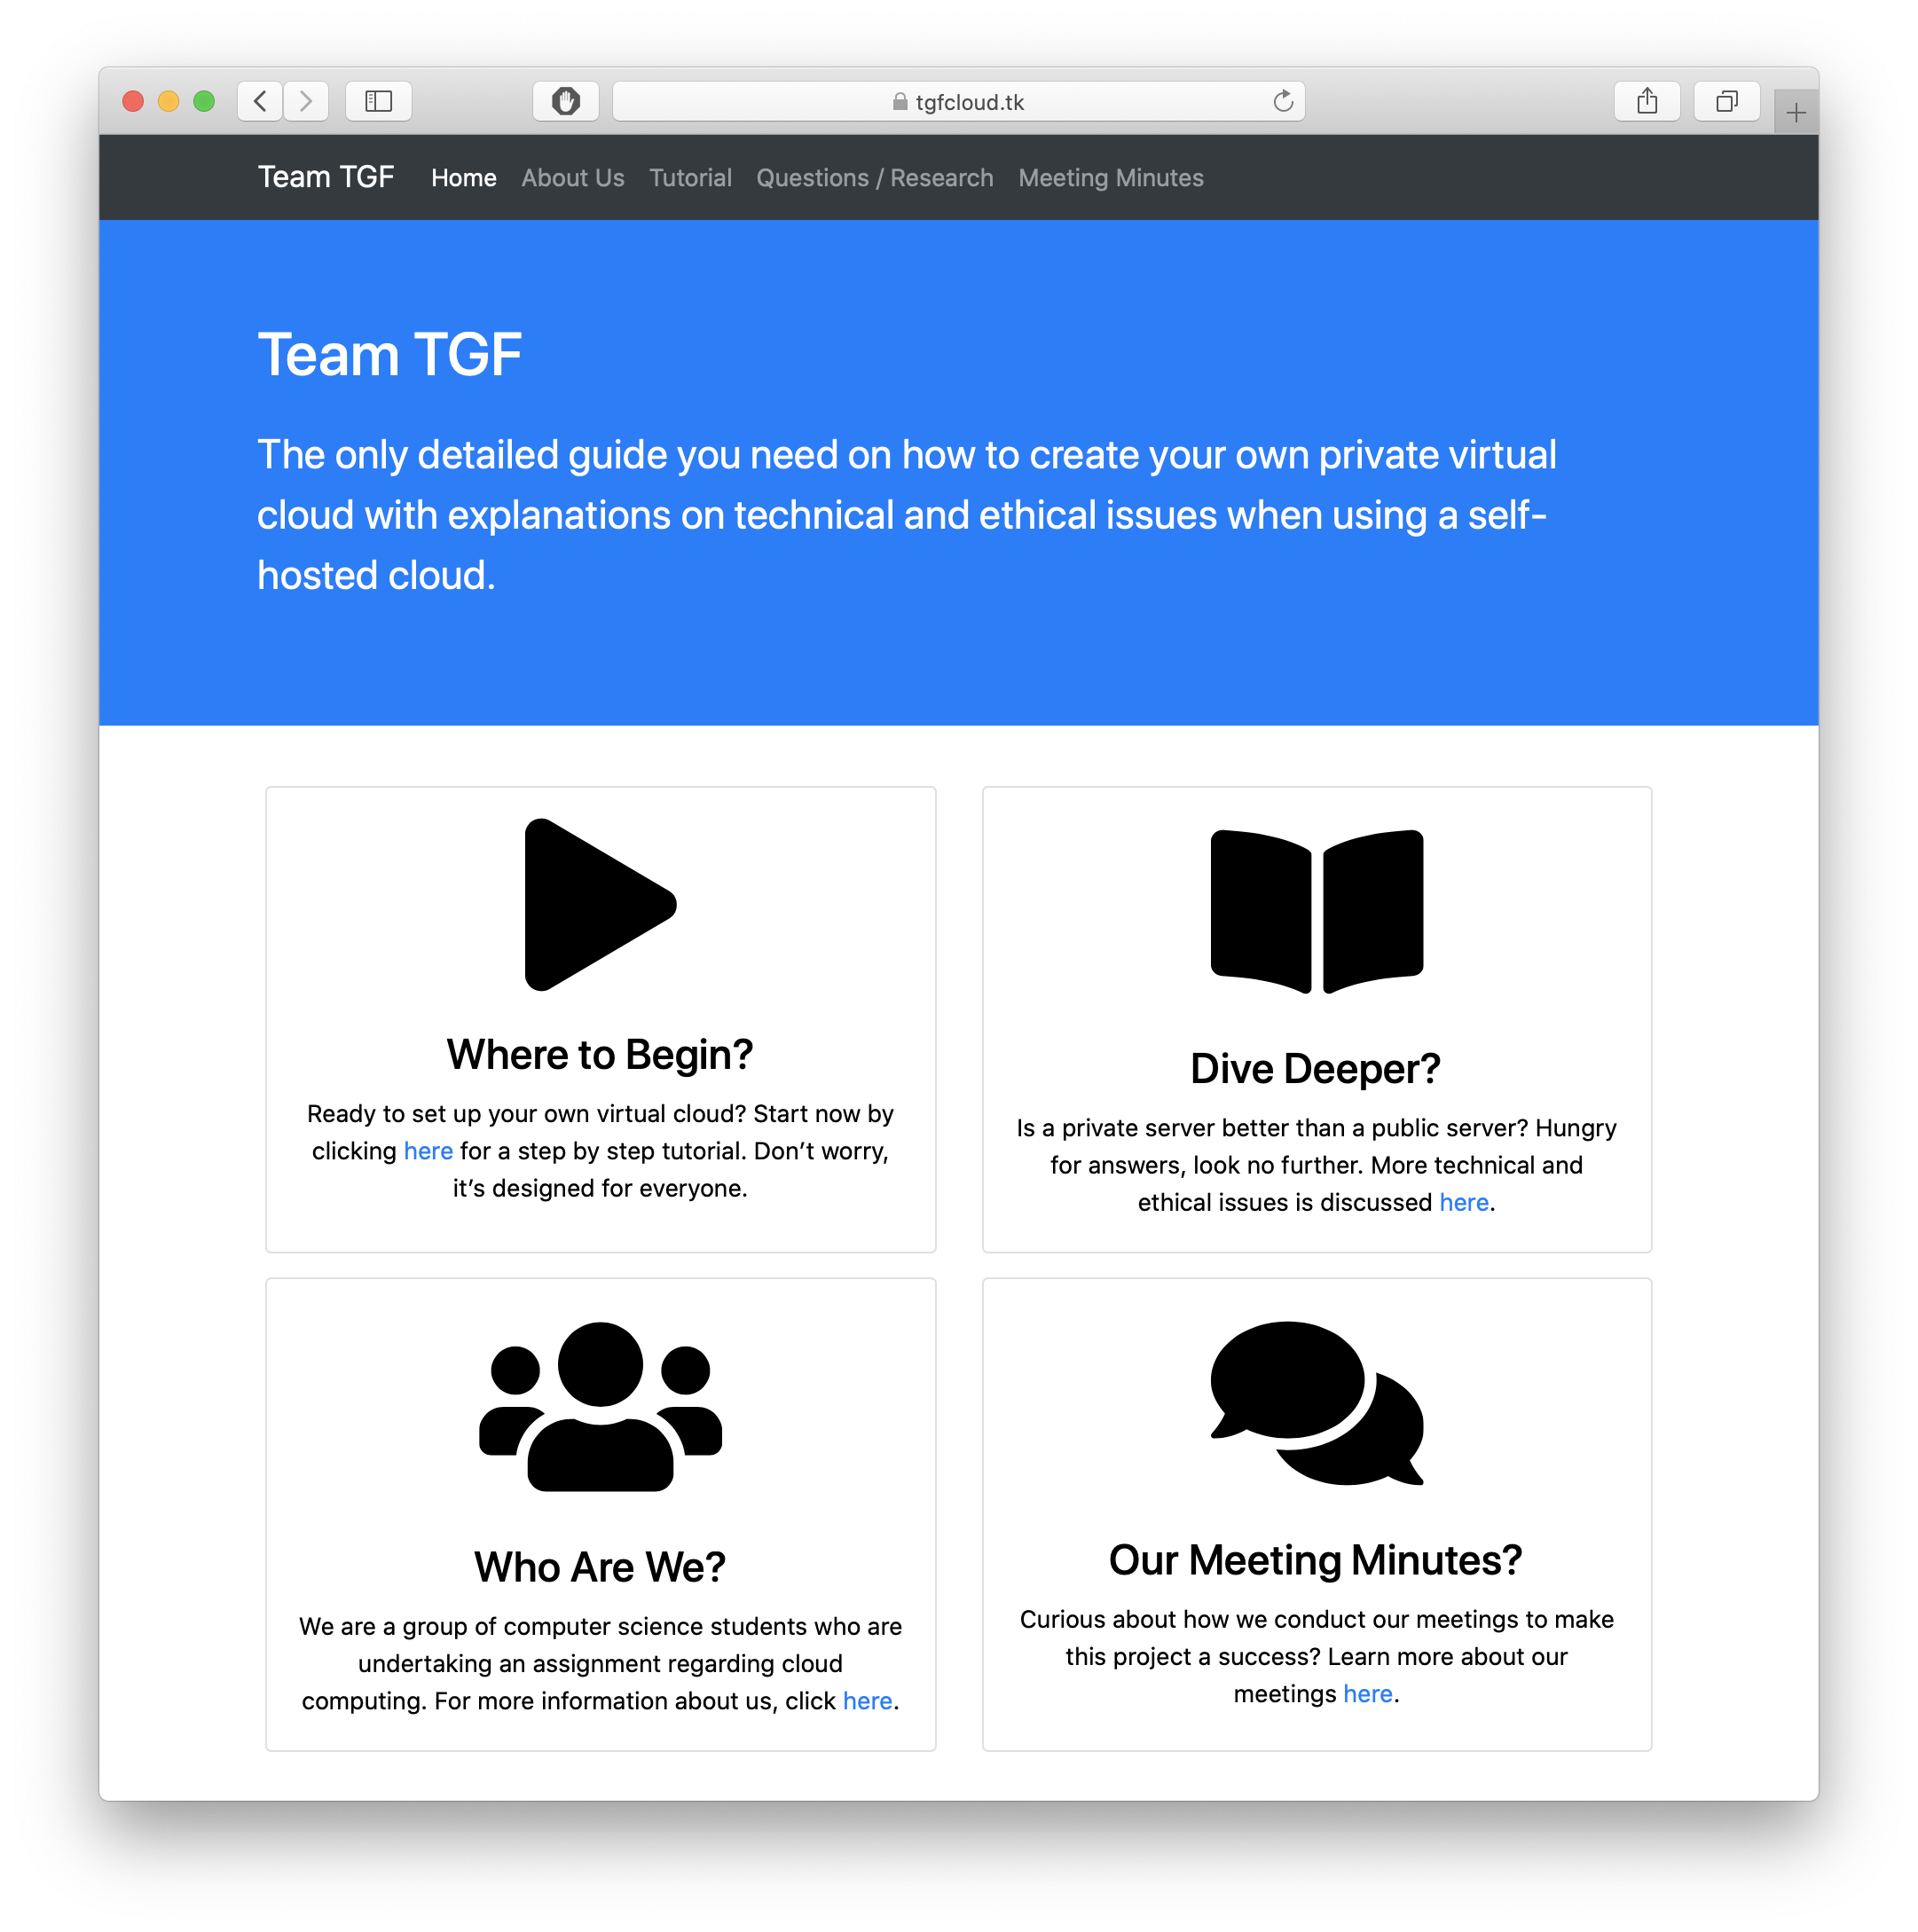 tgfcloud.tk
Team TGF Home About Us Tutorial Questions / Research Meeting Minutes
Team TGF
The only detailed guide you need on how to create your own private virtual
cloud with explanations on technical and ethical issues when using a self-
hosted cloud.
Where to Begin?
Ready to set up your own virtual cloud? Start now by
clicking here for a step by step tutorial. Don’t worry,
it’s designed for everyone.
Dive Deeper?
Is a private server better than a public server? Hungry
for answers, look no further. More technical and
ethical issues is discussed here.
Who Are We?
We are a group of computer science students who are
undertaking an assignment regarding cloud
computing. For more information about us, click here.
Our Meeting Minutes?
Curious about how we conduct our meetings to make
this project a success? Learn more about our
meetings here.